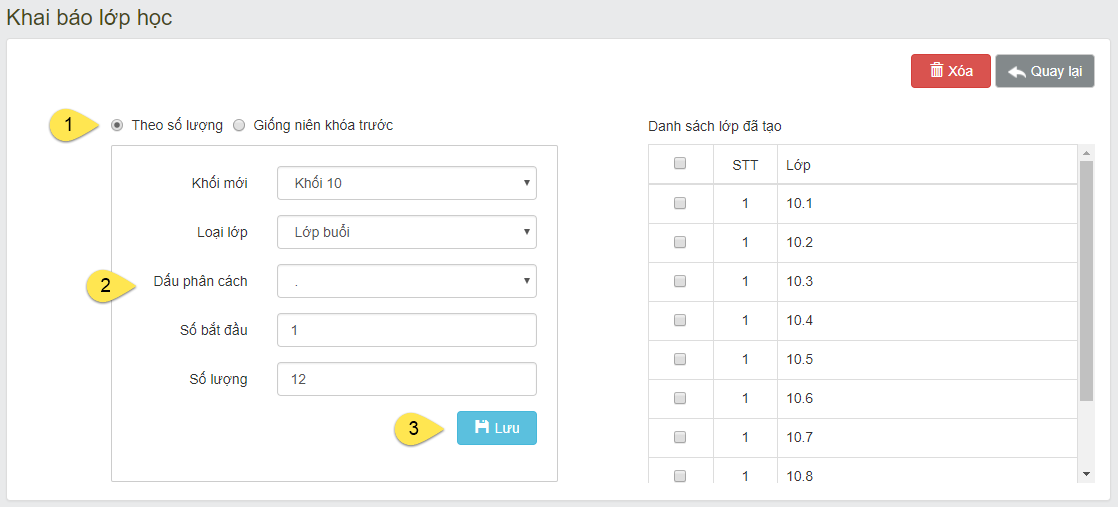 Khai báo lớp học
Xóa
Quay lại
1
Theo số lượng
Giống niên khóa trước
Khối mới
Khối 10
Loại lớp
Lớp buổi
2
Dấu phân cách
.
Số bắt đầu
1
Số lượng
12
3
Lưu
Danh sách lớp đã tạo
STT Lớp
1 10.1
1 10.2
1 10.3
1 10.4
1 10.5
1 10.6
1 10.7
1 10.8